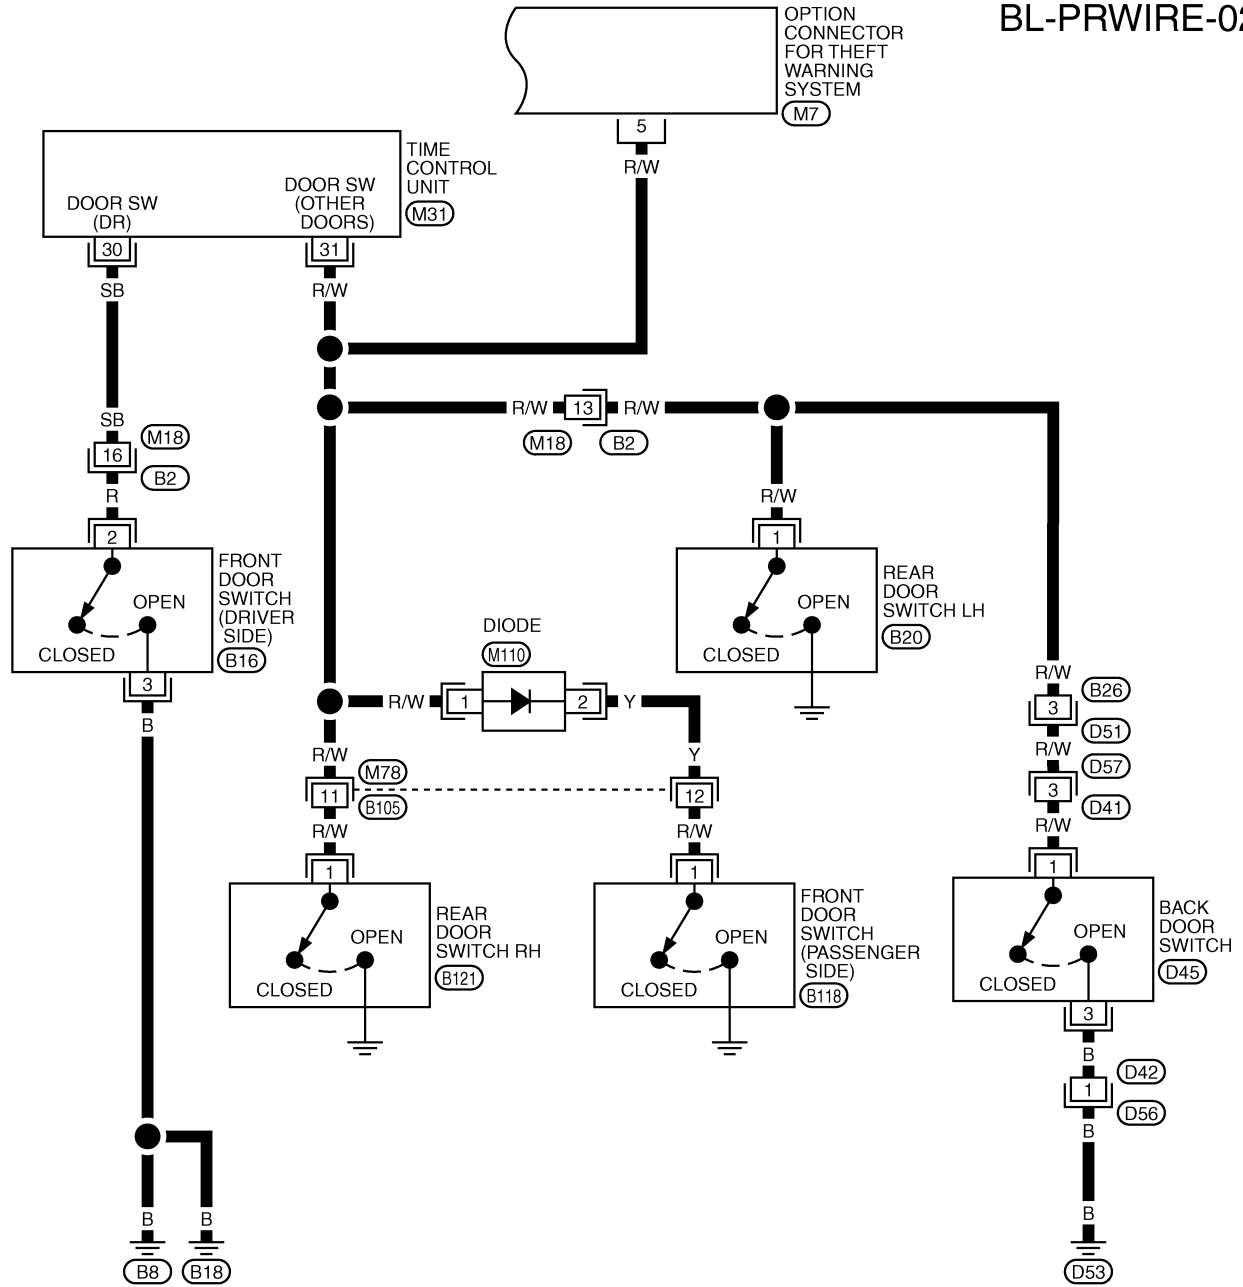 BL-PRWIRE-02
OPTION
CONNECTOR
FOR THEFT
WARNING
SYSTEM
M7
5
R/W
TIME
CONTROL
UNIT
M31
DOOR SW
(DR)
DOOR SW
(OTHER
DOORS)
30
31
SB
R/W
SB
M18
16
B2
R
R/W
13
R/W
M18
B2
2
FRONT
DOOR
SWITCH
(DRIVER
SIDE)
B16
OPEN
CLOSED
3
B
R/W
1
REAR
DOOR
SWITCH LH
B20
OPEN
CLOSED
DIODE
M110
R/W
1
2
Y
Y
R/W
M78
11
B105
12
R/W
R/W
R/W
B26
3
D51
R/W
D57
3
D41
R/W
1
REAR
DOOR
SWITCH RH
B121
OPEN
CLOSED
1
FRONT
DOOR
SWITCH
(PASSENGER
SIDE)
B118
OPEN
CLOSED
1
BACK
DOOR
SWITCH
D45
OPEN
CLOSED
3
B
D42
1
D56
B
B
B
B
B8
B18
D53